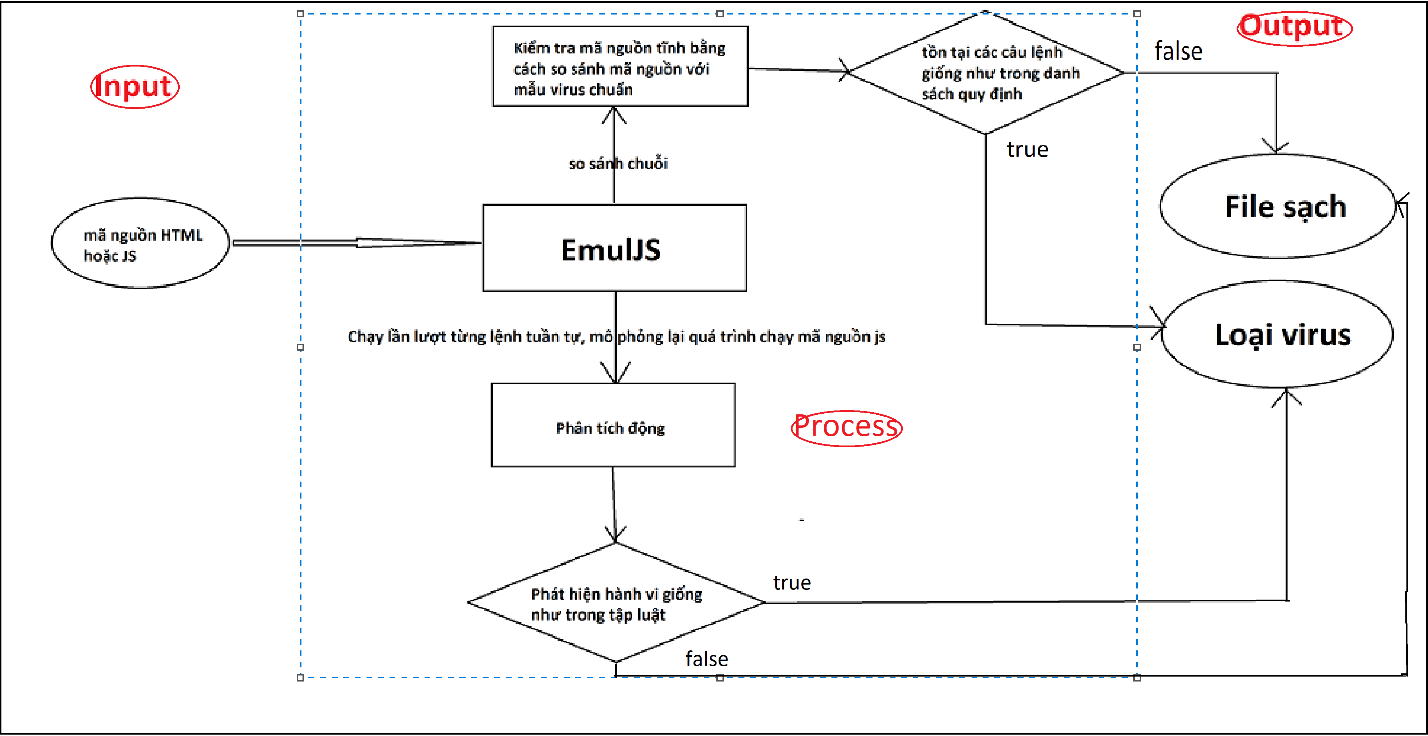 Input
mã nguồn HTML
hoặc JS
Kiểm tra mã nguồn tĩnh bằng
cách so sánh mã nguồn với
mẫu virus chuẩn
so sánh chuỗi
EmulJS
Chạy lần lượt từng lệnh tuần tự, mô phỏng lại quá trình chạy mã nguồn js
Phân tích động
Process
Phát hiện hành vi giống
như trong tập luật
true
false
tồn tại các câu lệnh
giống như trong danh
sách quy định
false
true
Output
File sạch
Loại virus